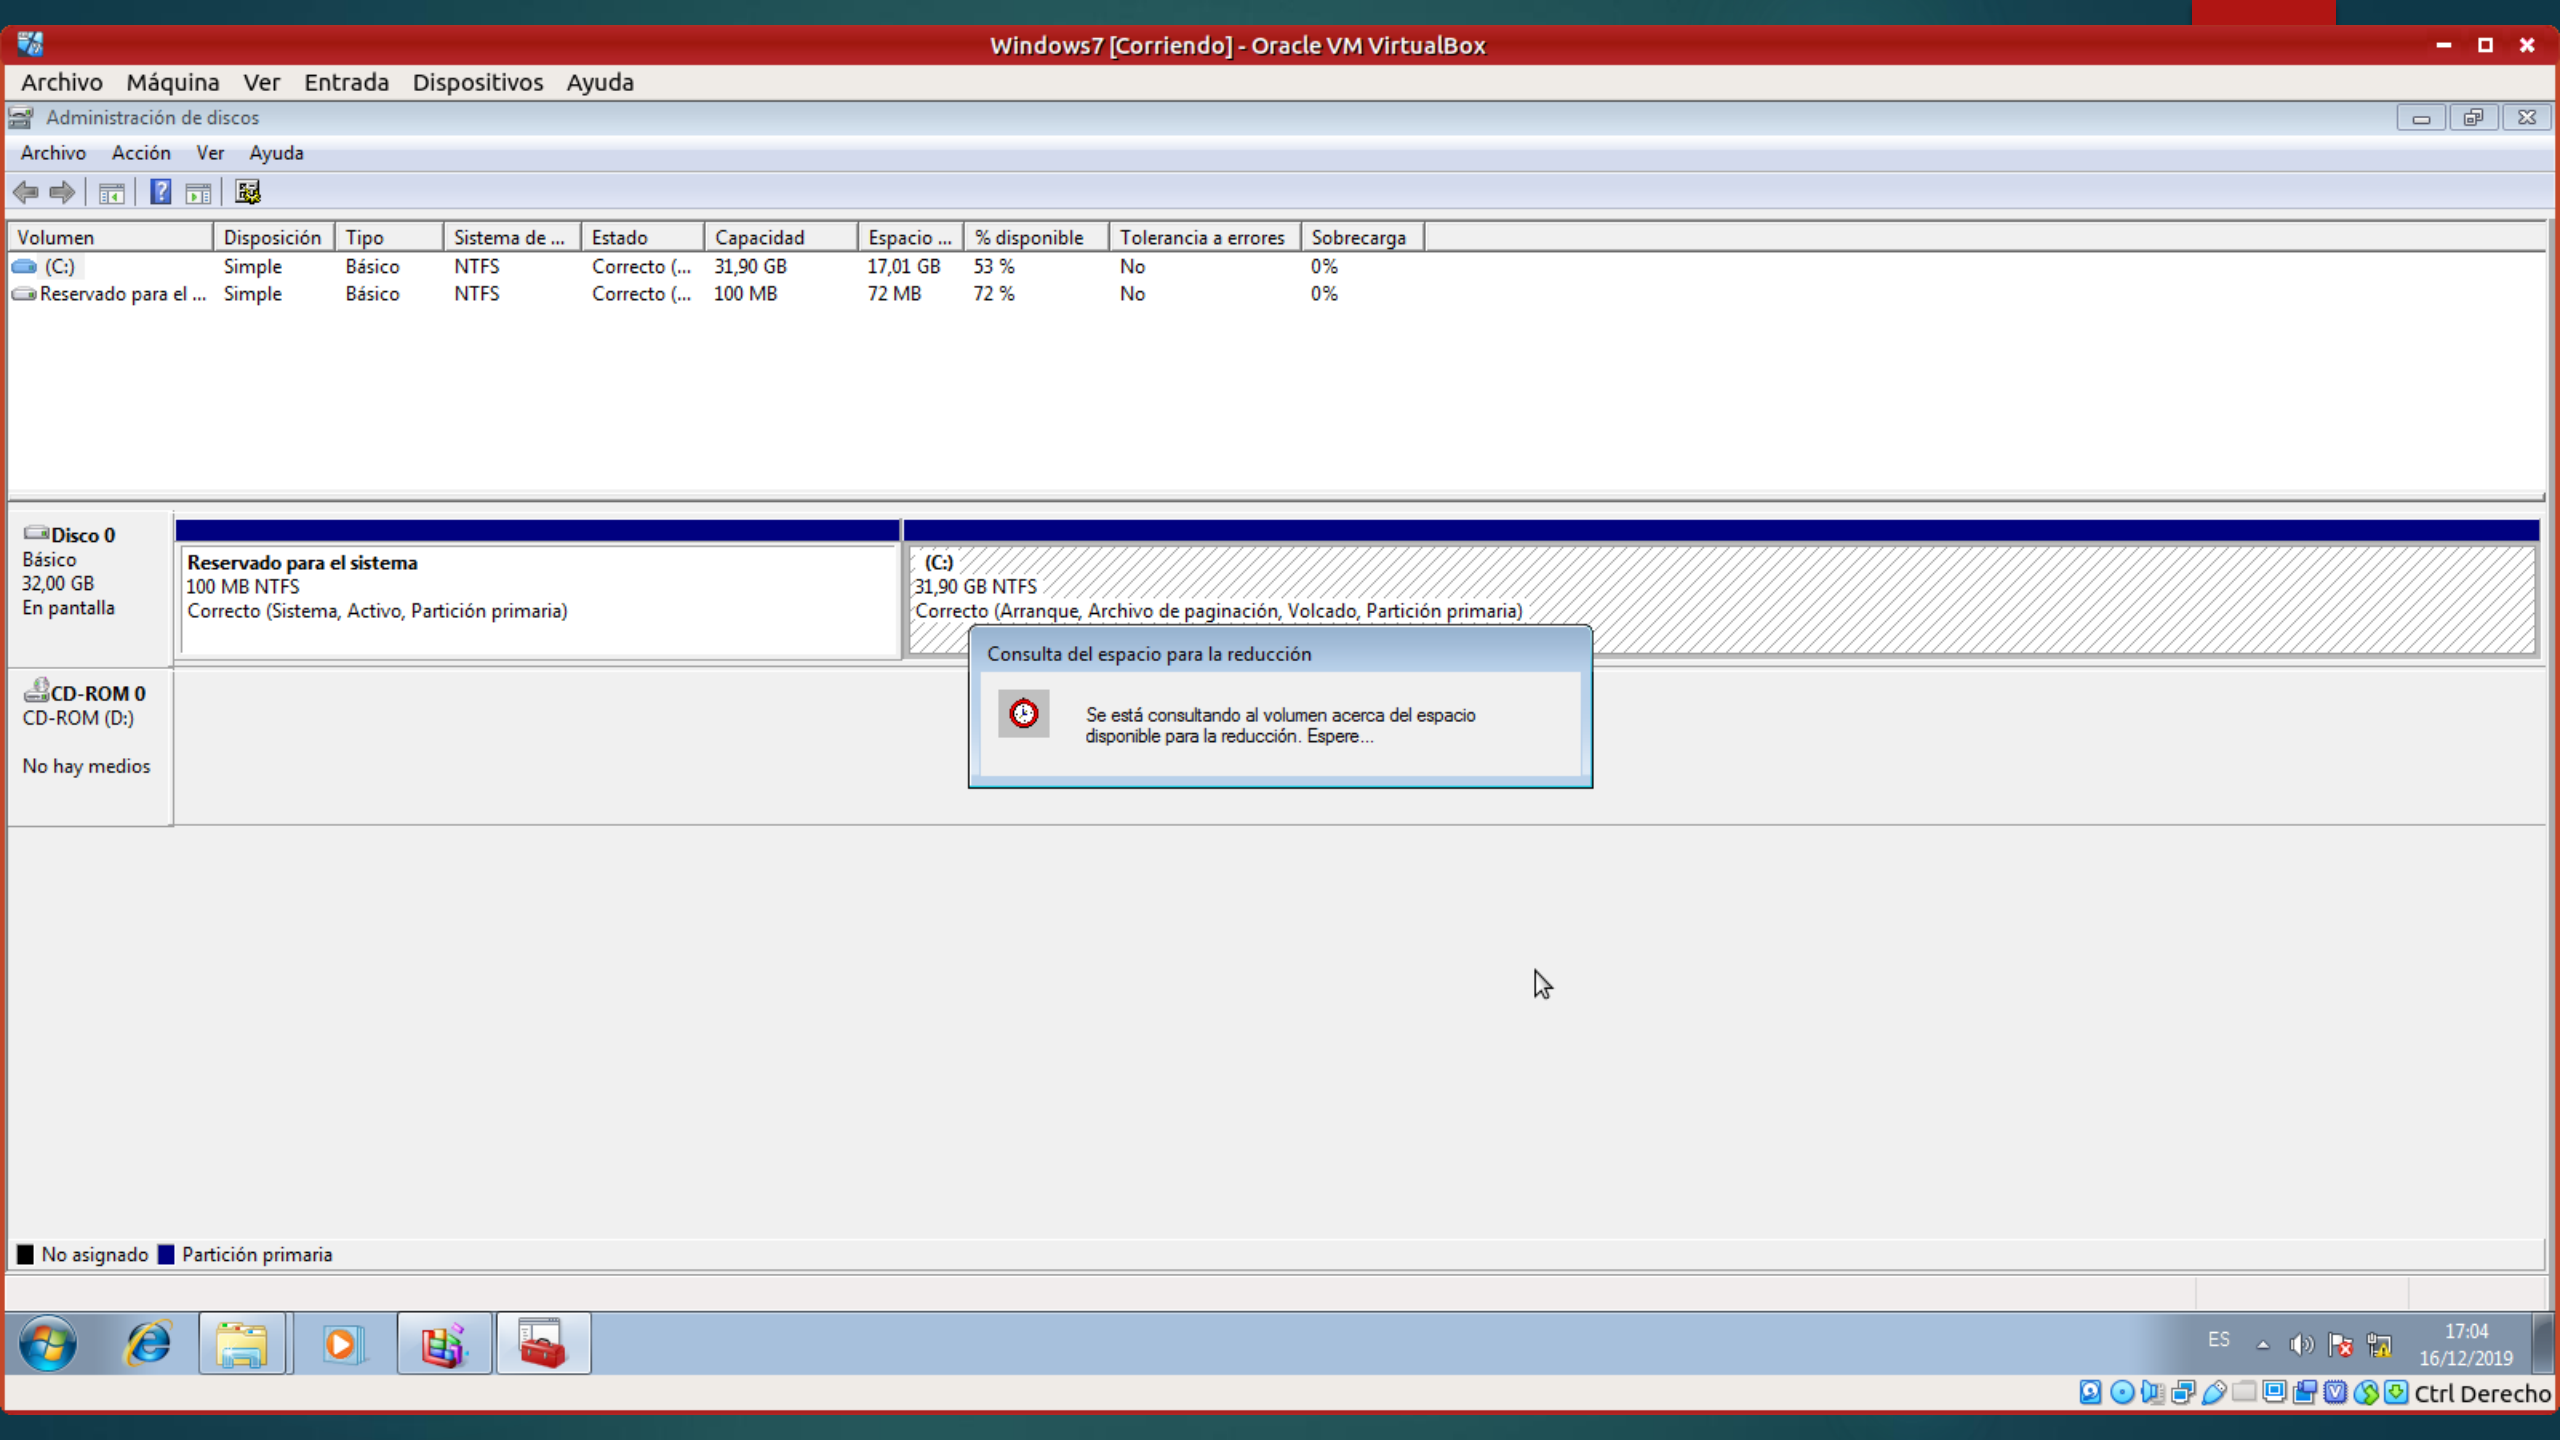 Windows7 [Corriendo] - Oracle VM VirtualBox
Archivo Máquina Ver Entrada Dispositivos Ayuda
Administración de discos
Archivo Acción Ver Ayuda
Volumen Disposición Tipo Sistema de ... Estado Capacidad Espacio ... % disponible Tolerancia a errores Sobrecarga
(C:) Simple Básico NTFS Correcto (... 31,90 GB 17,01 GB 53 % No 0%
Reservado para el ... Simple Básico NTFS Correcto (... 100 MB 72 MB 72 % No 0%
Disco 0
Básico
32,00 GB
En pantalla
Reservado para el sistema
100 MB NTFS
Correcto (Sistema, Activo, Partición primaria)
(C:)
31,90 GB NTFS
Correcto (Arranque, Archivo de paginación, Volcado, Partición primaria)
Consulta del espacio para la reducción
Se está consultando al volumen acerca del espacio
disponible para la reducción. Espere...
CD-ROM 0
CD-ROM (D:)
No hay medios
No asignado Partición primaria
ES
17:04
16/12/2019
Ctrl Derecho